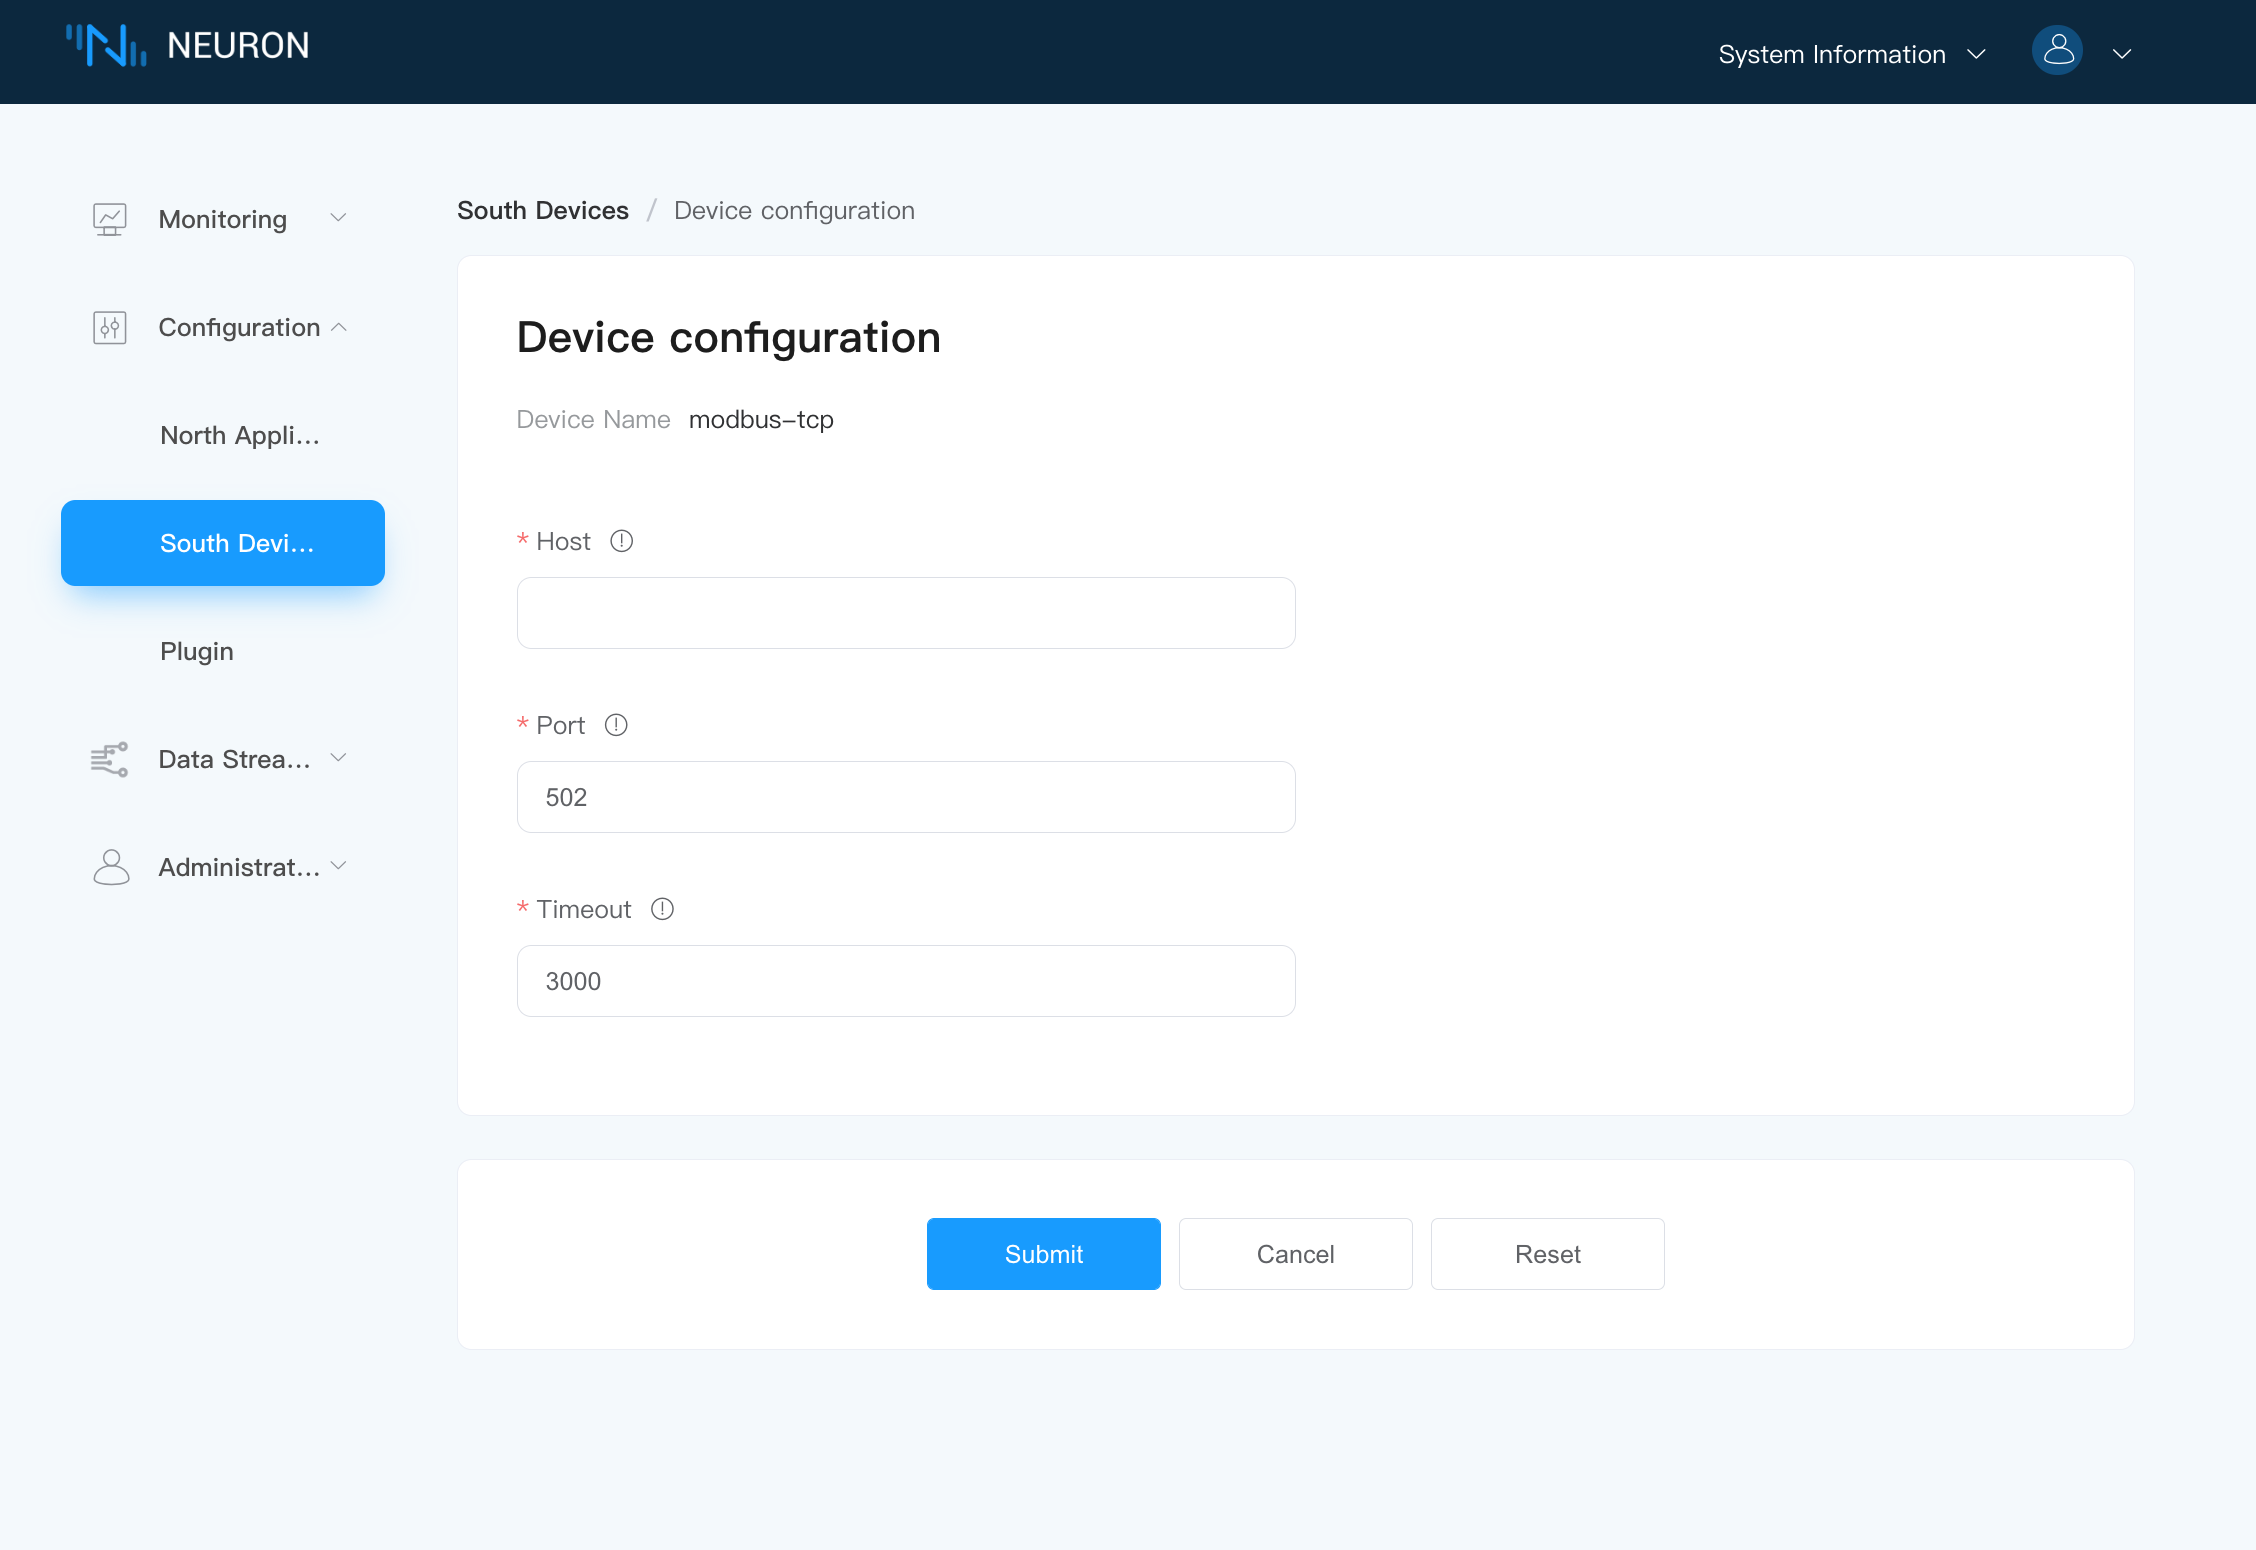 NEURON
System Information
Monitoring
Configuration
North Appli...
South Devi...
Plugin
Data Strea...
Administrat...
South Devices / Device configuration
Device configuration
Device Name modbus-tcp
* Host
* Port
502
* Timeout
3000
Submit
Cancel
Reset